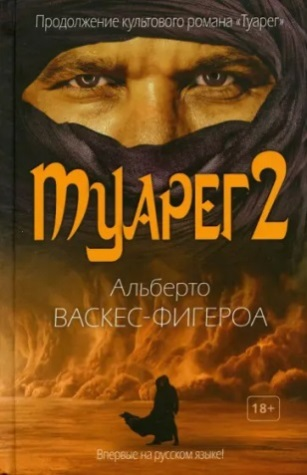 Продолжение культового романа «Туарег»
Туарег 2
Альберто
ВАСКЕС-ФИГЕРОА
18+
Впервые на русском языке!